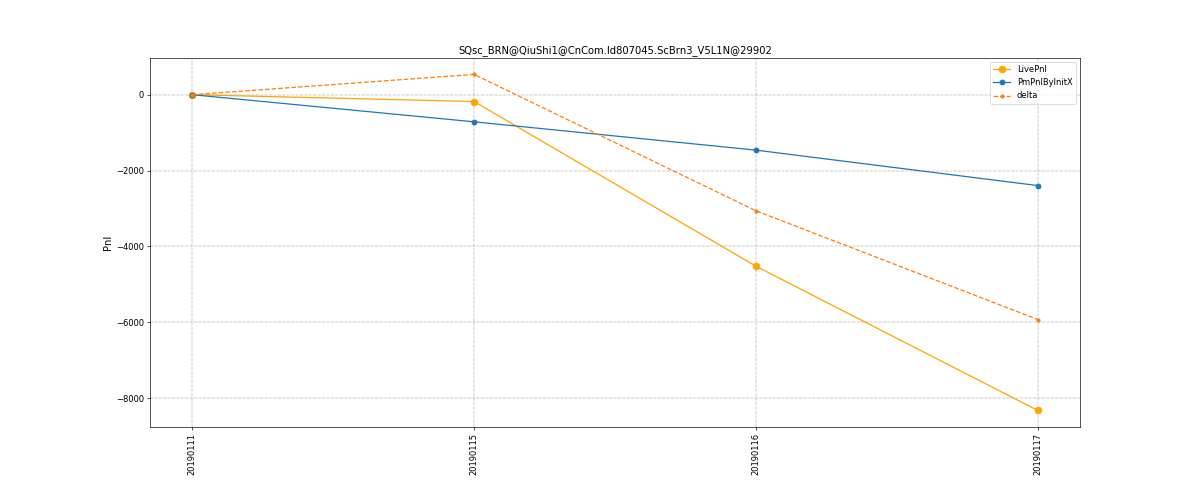 SQsc_BRN@QiuShi1@CnCom.Id807045.ScBrn3_V5L1N@29902
LivePnl
PmPnlByInitX
delta
Pnl
0
−2000
−4000
−6000
−8000
20190111
20190115
20190116
20190117